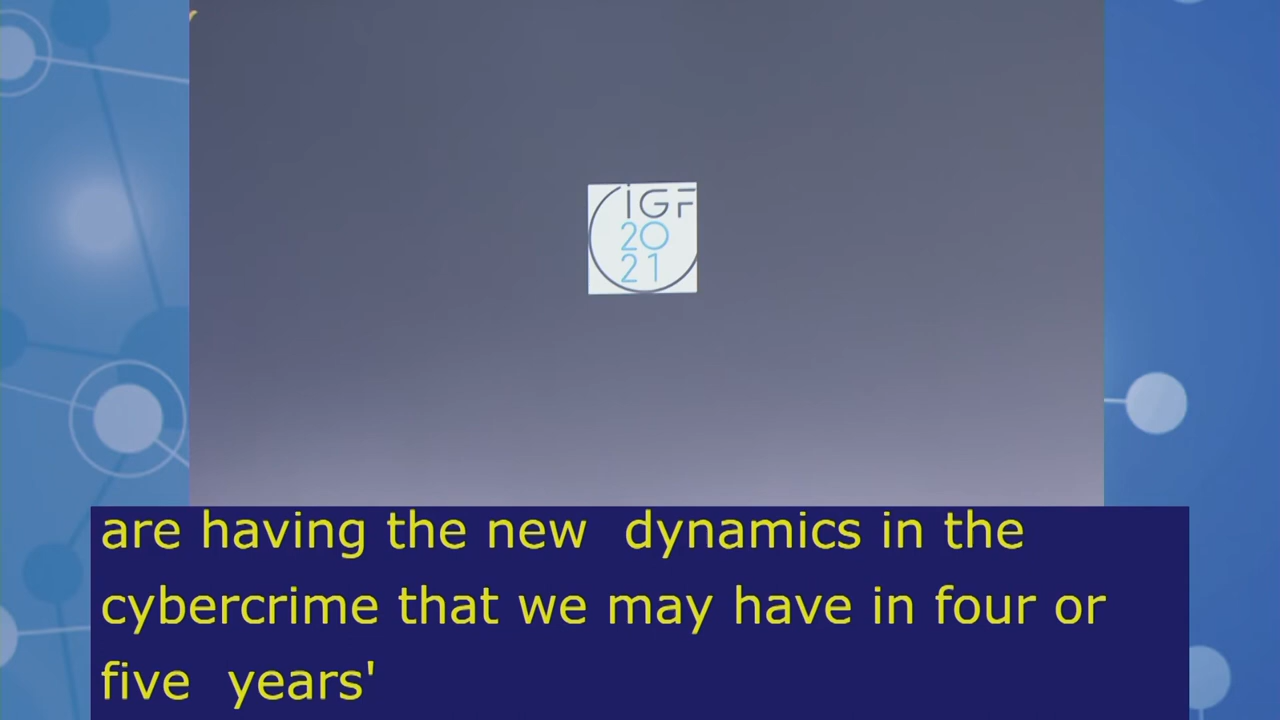 iGF
20
21
are having the new dynamics in the
cybercrime that we may have in four or
five years'